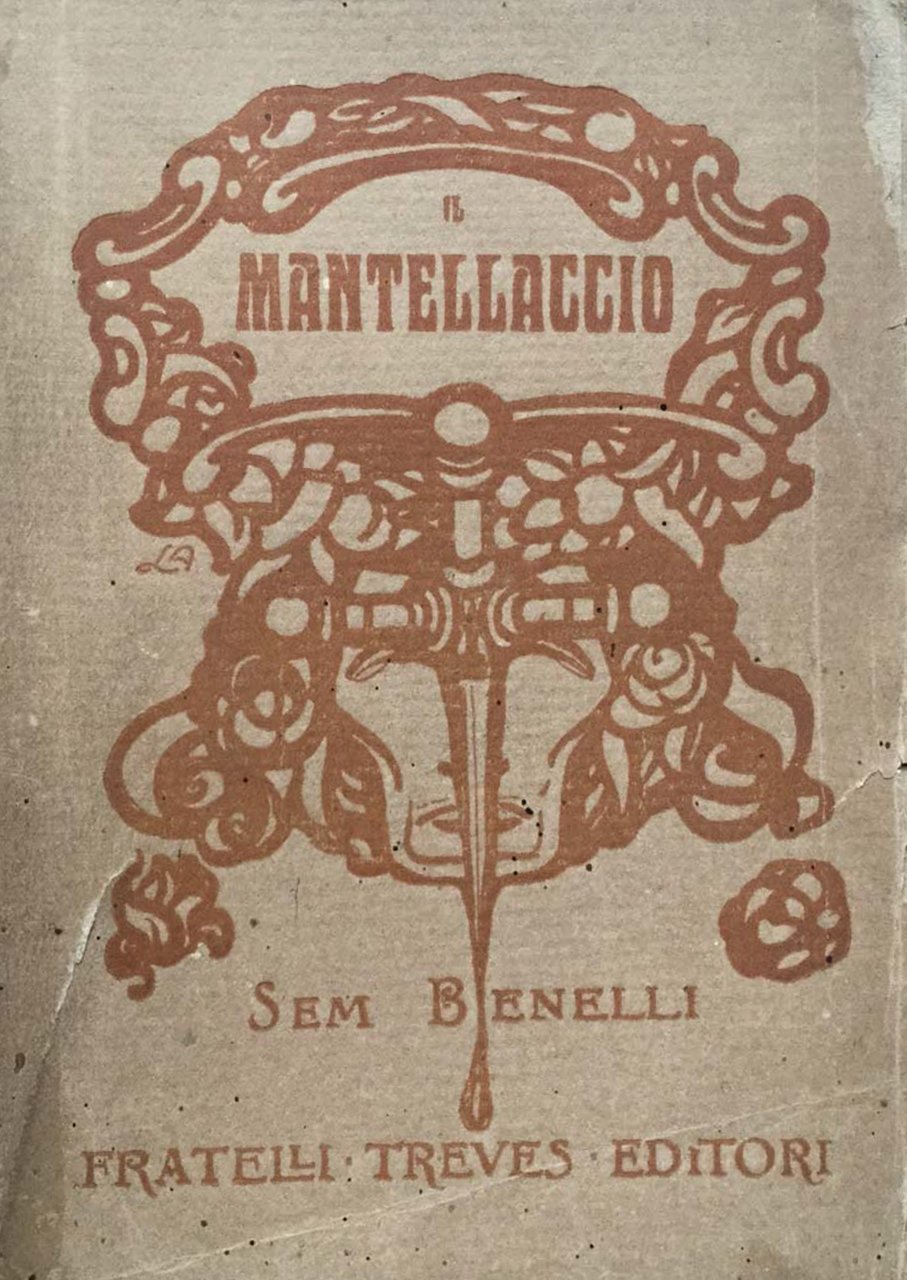 IL
MANTELLACCIO
LA
SEM BENELLI
FRATELLI · TREVES · EDITORI